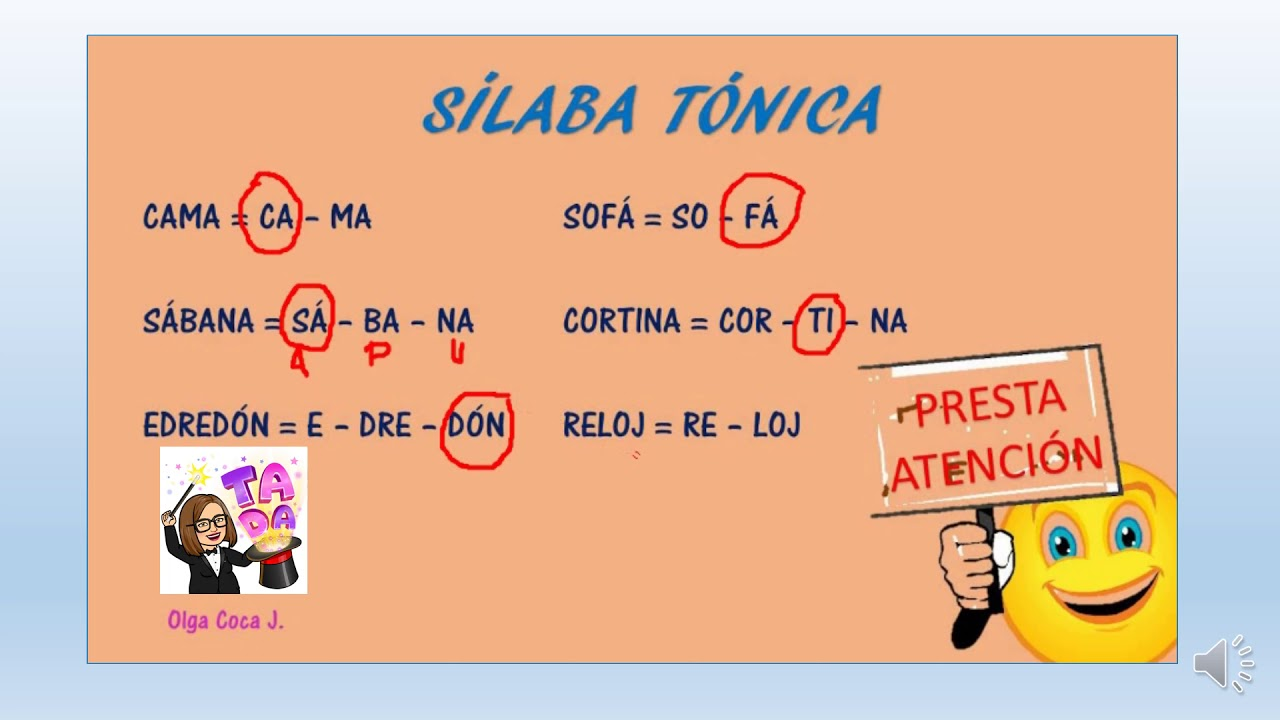 SÍLABA TÓNICA
CAMA = CA - MA
SOFÁ = SO - FÁ
SÁBANA = SÁ - BA - NA
CORTINA = COR - TI - NA
A P U
EDREDÓN = E - DRE - DÓN
RELOJ = RE - LOJ
PRESTA
ATENCIÓN
TA
DA
Olga Coca J.